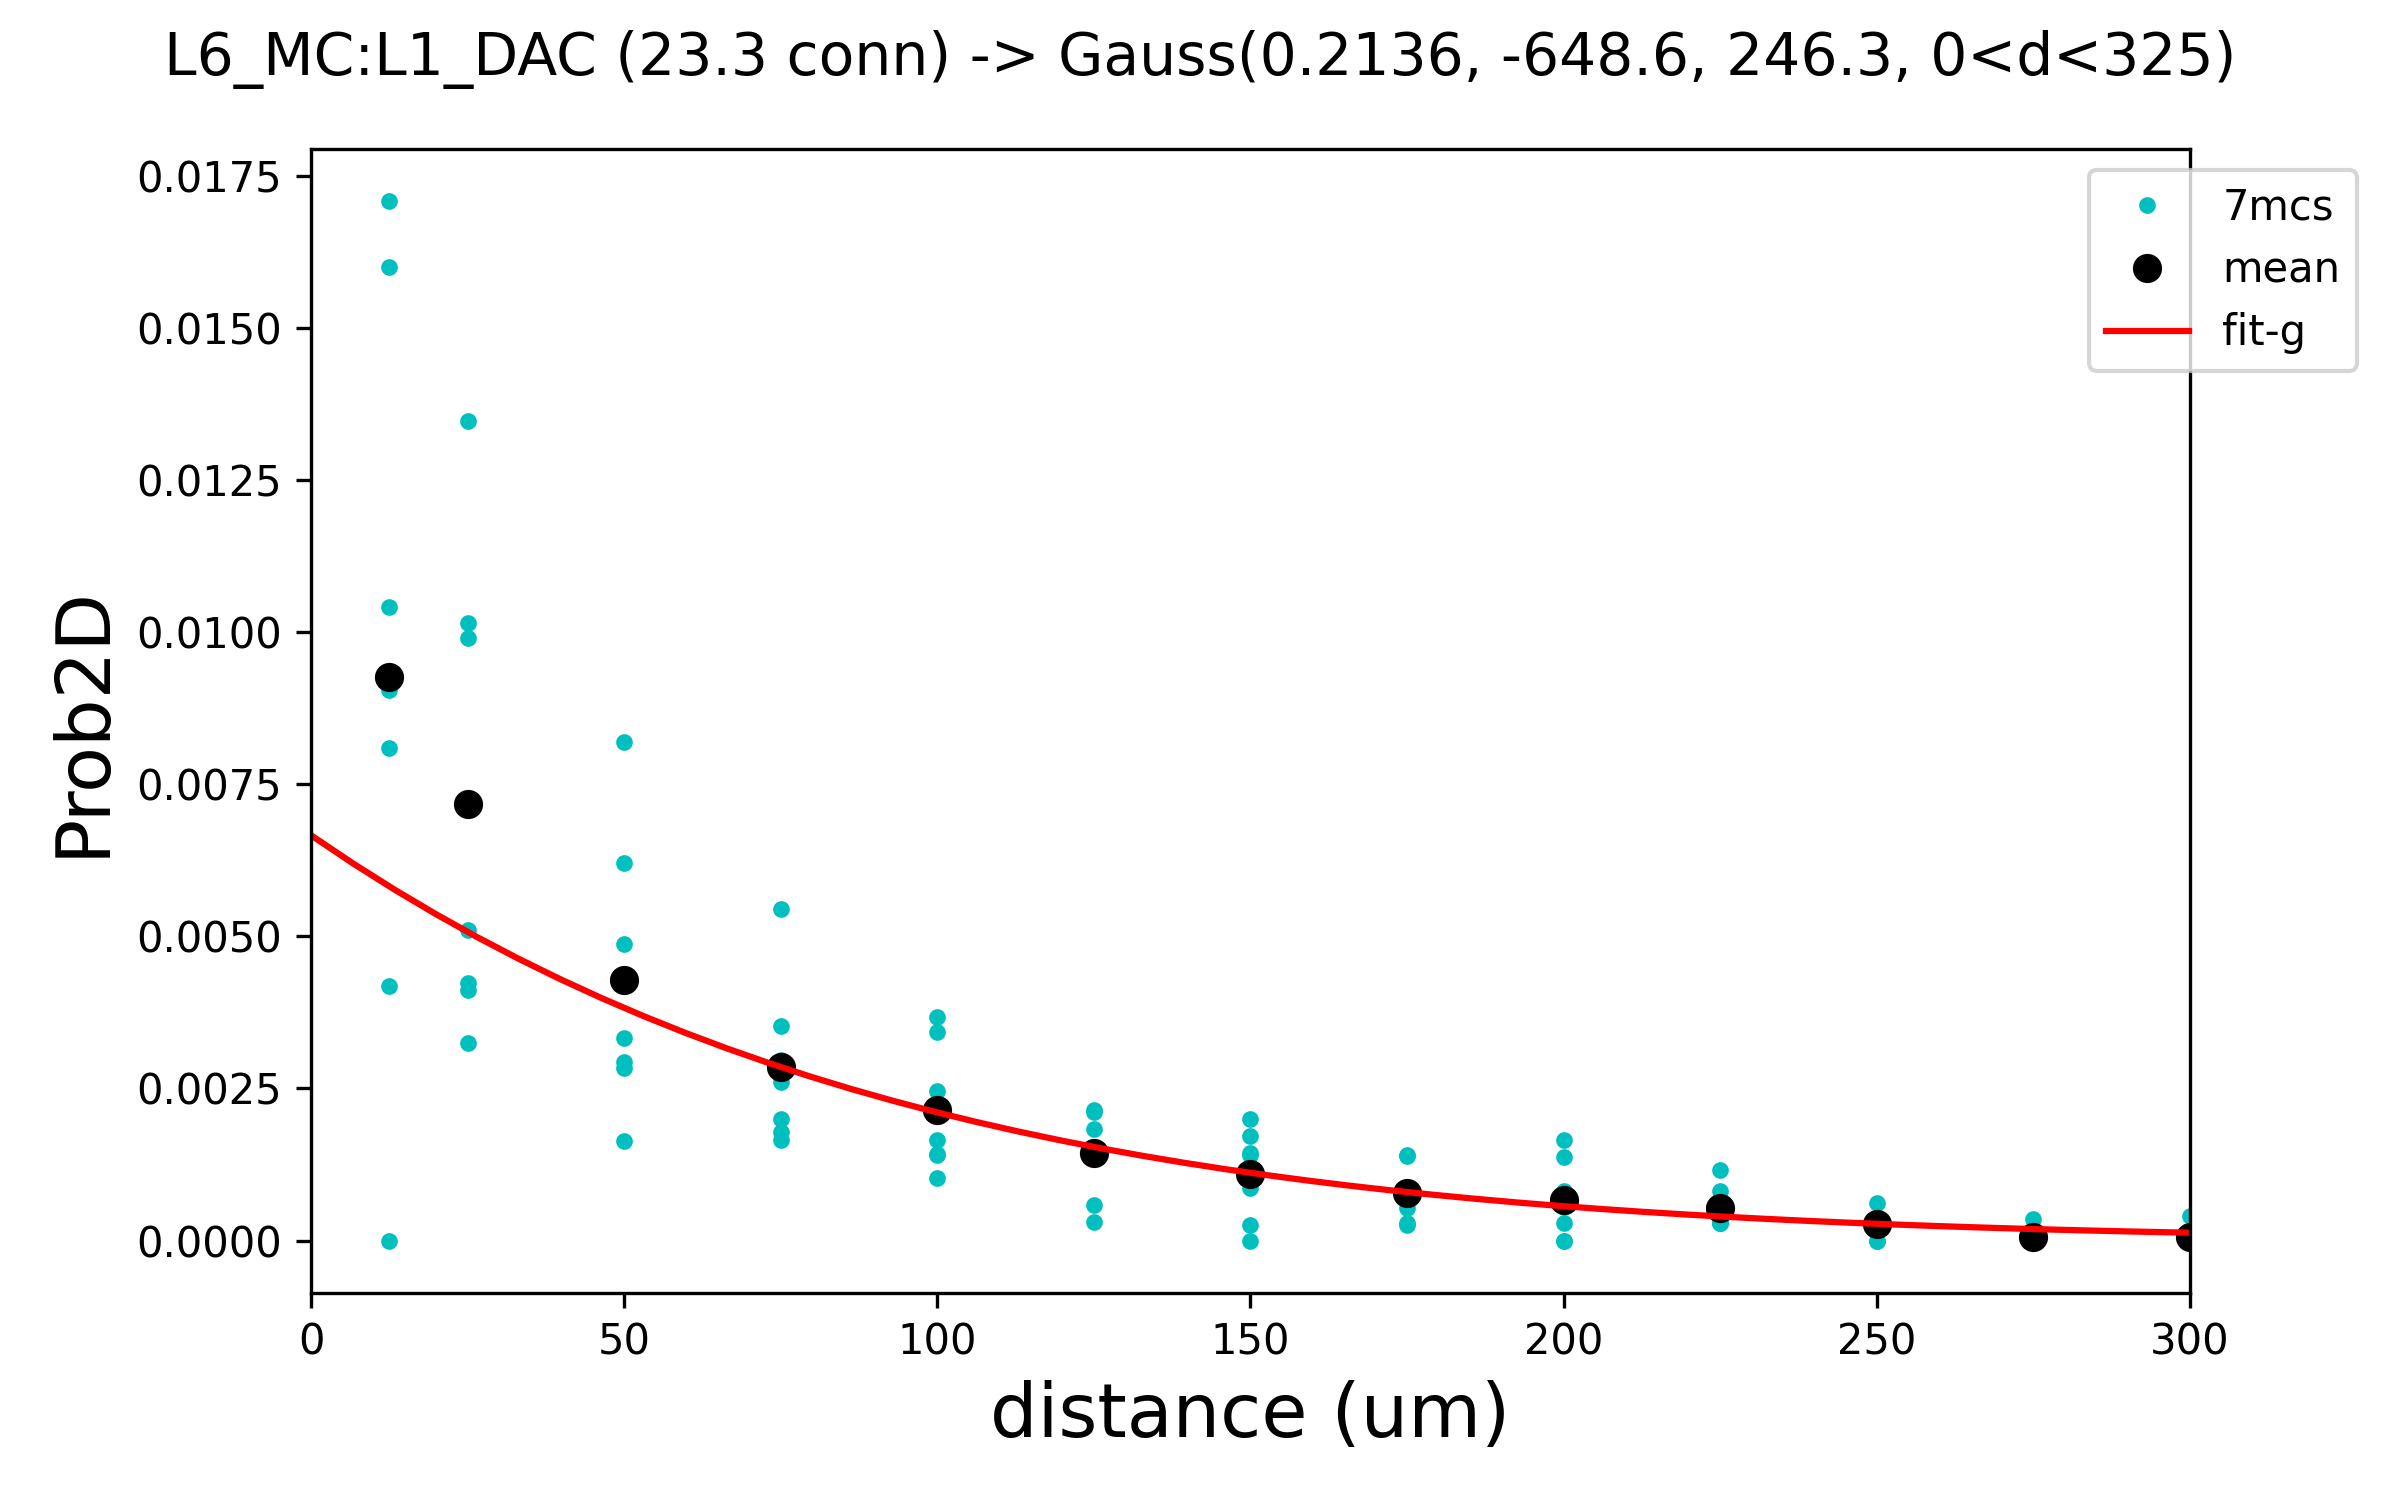 L6_MC:L1_DAC (23.3 conn) -> Gauss(0.2136, -648.6, 246.3, 0<d<325)
7mcs
mean
fit-g
Prob2D
0.0175
0.0150
0.0125
0.0100
0.0075
0.0050
0.0025
0.0000
0 50 100 150 200 250 300
distance (um)